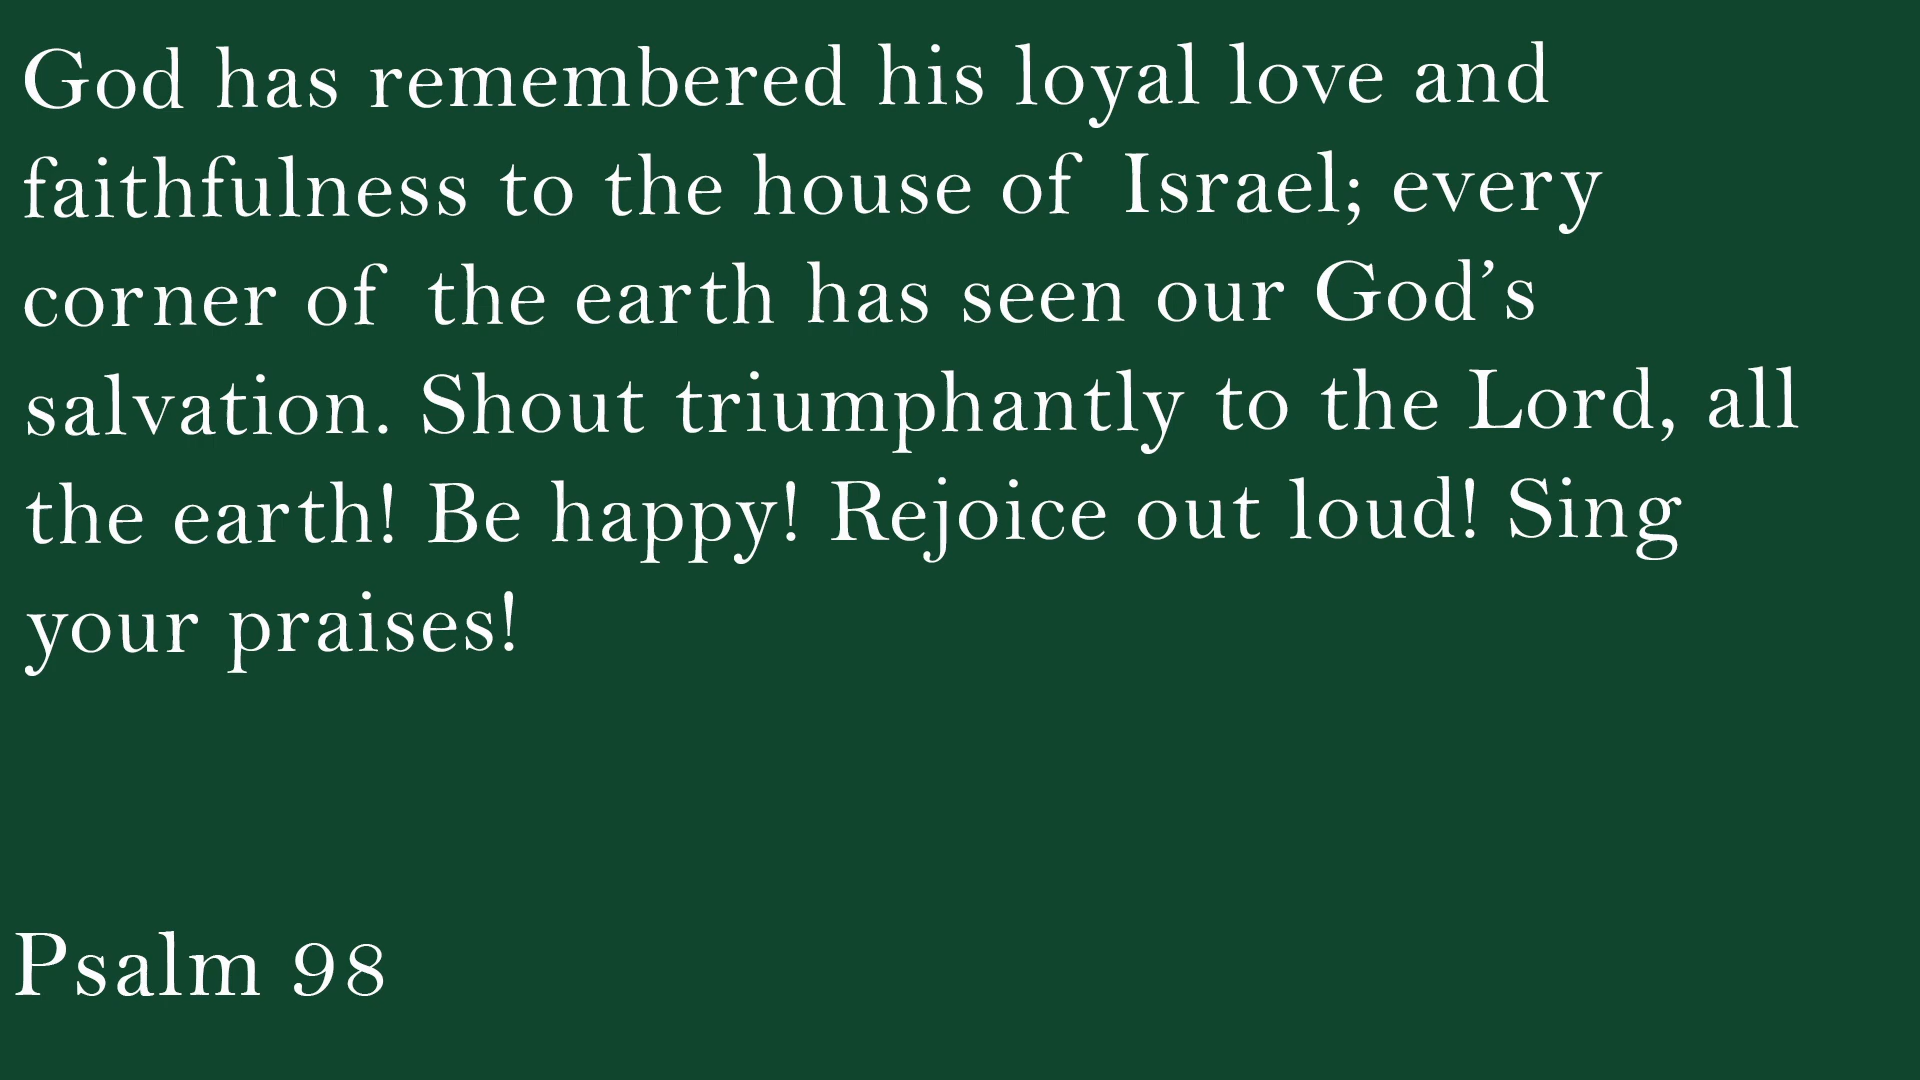 God has remembered his loyal love and
faithfulness to the house of Israel; every
corner of the earth has seen our God’s
salvation. Shout triumphantly to the Lord, all
the earth! Be happy! Rejoice out loud! Sing
your praises!
Psalm 98